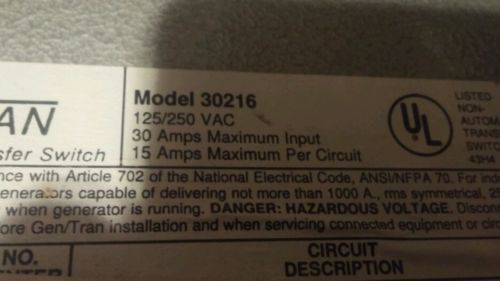 AN
Model 30216
125/250 VAC
30 Amps Maximum Input
sfer Switch 15 Amps Maximum Per Circuit
UL
LISTED
NON-
AUTOM
TRANS
SWITC
43H4
nce with Article 702 of the National Electrical Code, ANSI/NFPA 70. For ind
enerators capable of delivering not more than 1000 A., rms symmetrical, 25
when generator is running. DANGER: HAZARDOUS VOLTAGE. Disconn
ore Gen/Tran installation and when servicing connected equipment or circ
NO. CIRCUIT
DESCRIPTION